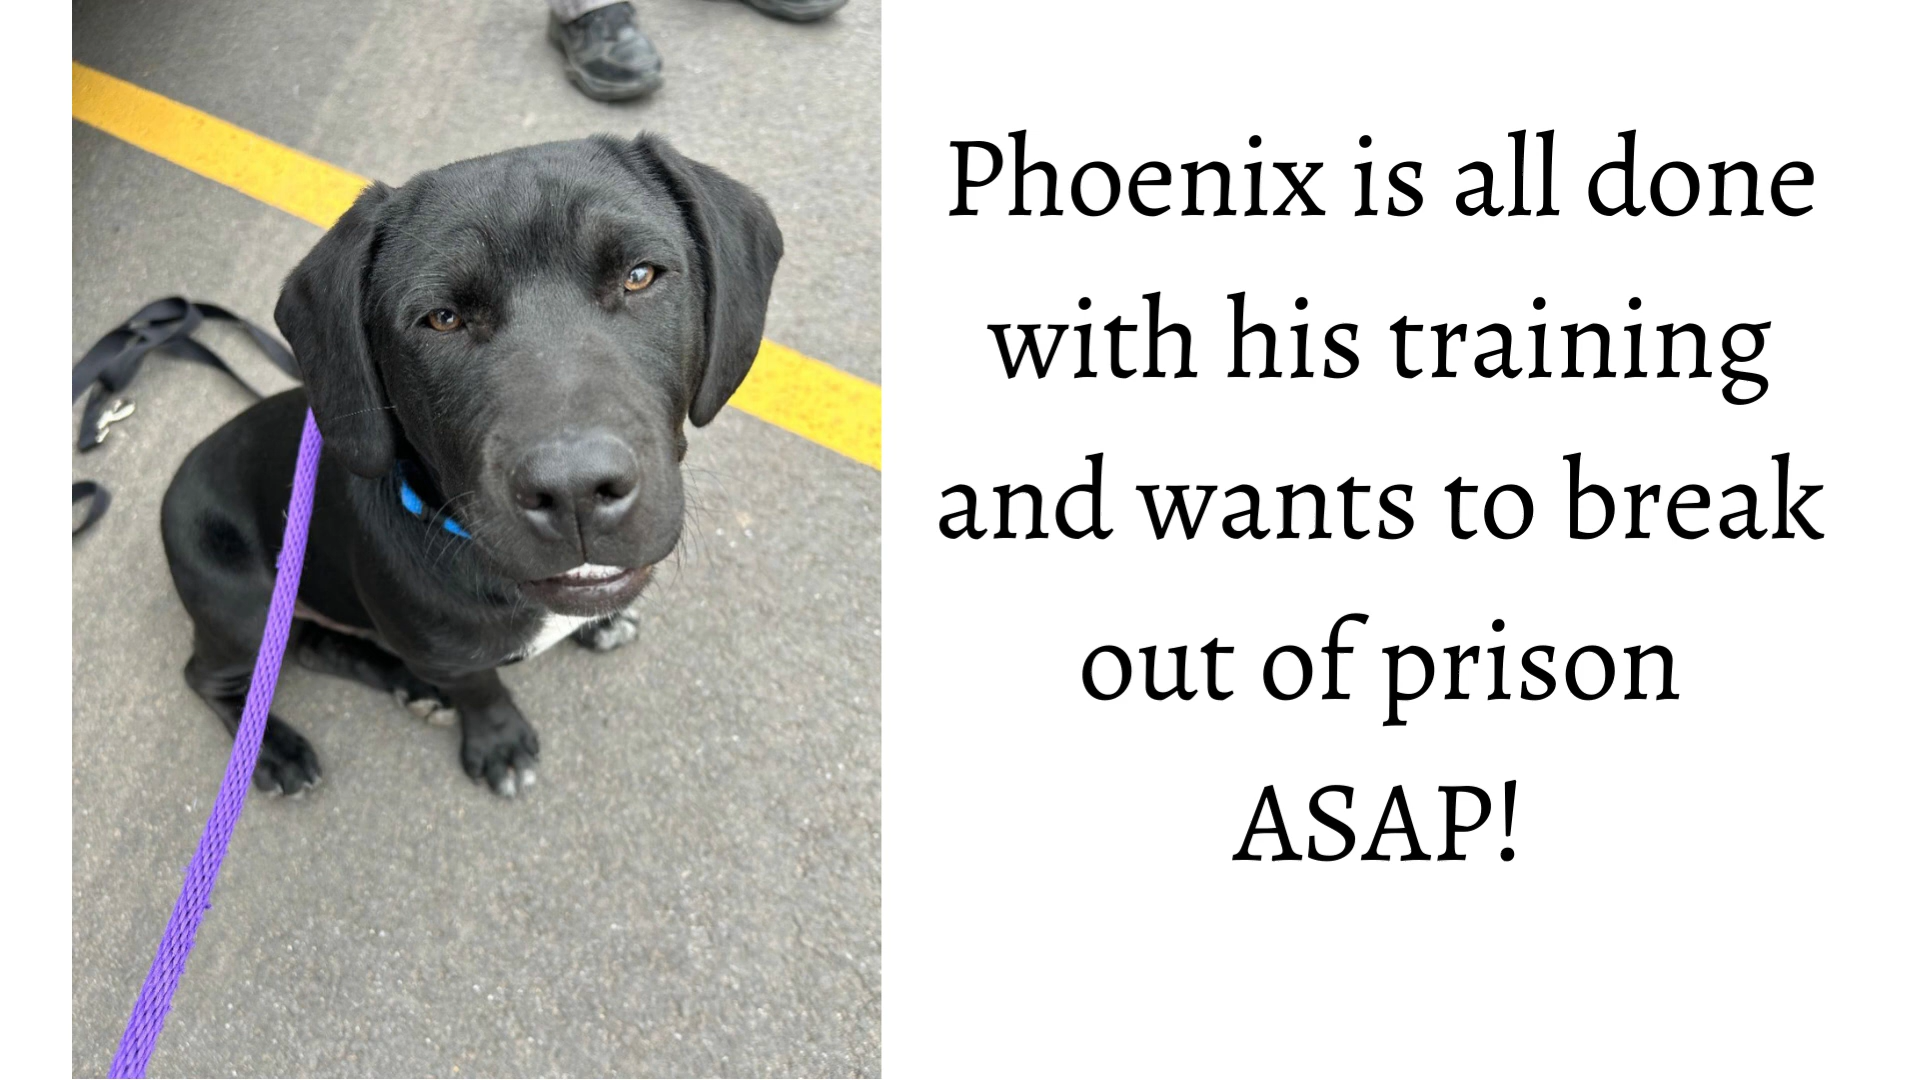 Phoenix is all done
with his training
and wants to break
out of prison
ASAP!